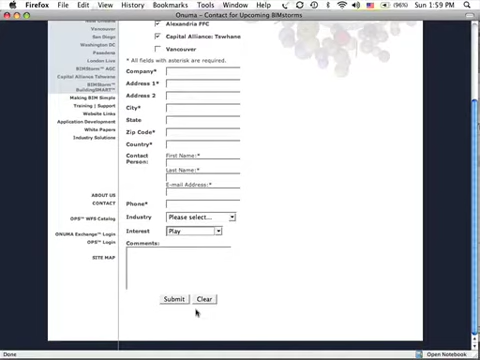 Firefox File Edit View History Bookmarks Tools Window Help (96%) Sun 1:59 PM
Onuma – Contact for Upcoming BIMstorms
Vancouver
San Diego
Washington DC
Pasadena
London Live
BIMStorm™ AGC
Capital Alliance Tshwane
BIMStorm™
BuildingSMART™
Making BIM Simple
Training | Support
Website Links
Application Development
White Papers
Industry Solutions
ABOUT US
CONTACT
OPS™ WFS Catalog
ONUMA Exchange™ Login
OPS™ Login
SITE MAP
Alexandria FFC
Capital Alliance: Tswhane
Vancouver
* All fields with asterisk are required.
Company*
Address 1*
Address 2
City*
State
Zip Code*
Country*
Contact Person:
First Name:*
Last Name:*
E-mail Address:*
Phone*
Industry Please select...
Interest Play
Comments:
Submit Clear
Done Open Notebook